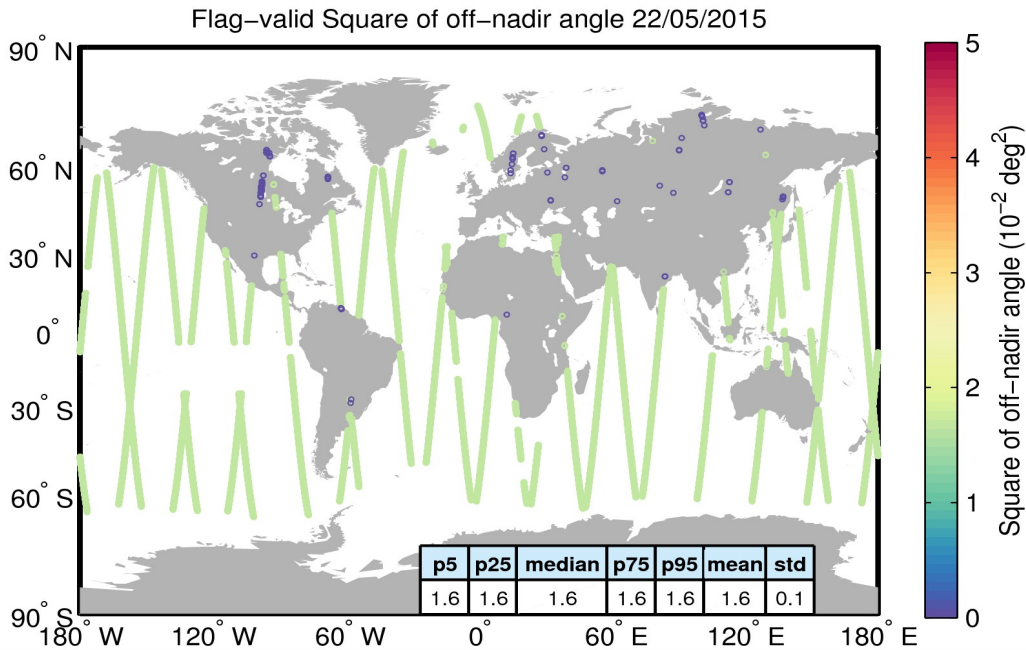 Flag−valid Square of off−nadir angle 22/05/2015
90° N
60° N
30° N
0°
30° S
60° S
90° S
180° W
120° W
60° W
0°
60° E
120° E
180° E
p5 p25 median p75 p95 mean std
1.6 1.6 1.6 1.6 1.6 1.6 0.1
5
4
3
2
1
0
Square of off−nadir angle (10⁻² deg²)